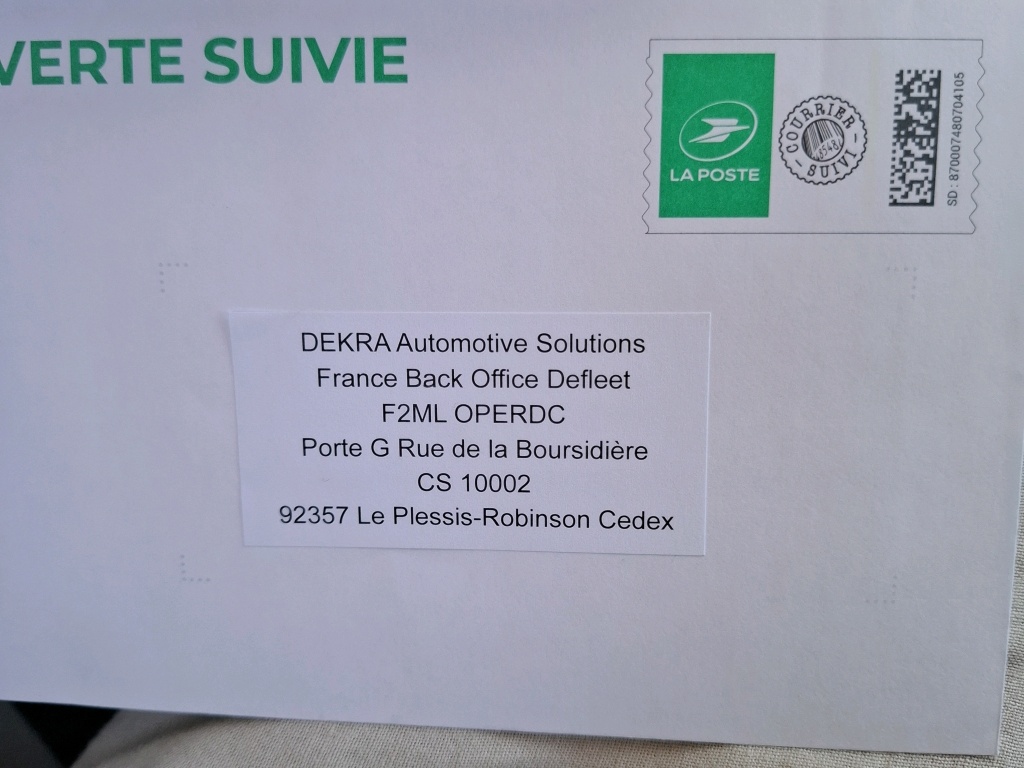 VERTE SUIVIE
LA POSTE
COURRIER
SUIVI
SD : 870007480704105
DEKRA Automotive Solutions
France Back Office Defleet
F2ML OPERDC
Porte G Rue de la Boursidière
CS 10002
92357 Le Plessis-Robinson Cedex